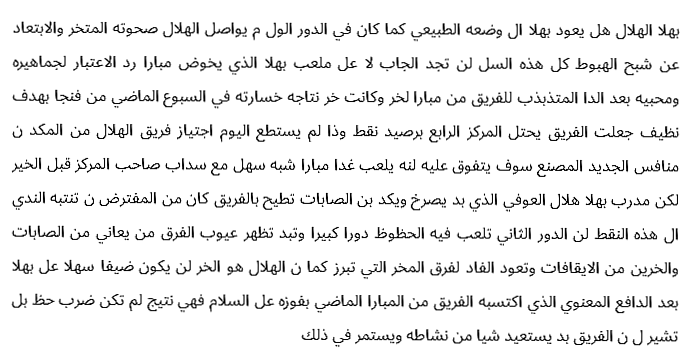 بهلا الهلال هل يعود بهلا ال وضعه الطبيعي كما كان في الدور الول م يواصل الهلال صحوته المتخر والابتعاد
عن شبح الهبوط كل هذه السل لن تجد الجاب لا عل ملعب بهلا الذي يخوض مبارا رد الاعتبار لجماهيره
ومحبيه بعد الدا المتذبذب للفريق من مبارا لخر وكانت خر نتاجه خسارته في السبوع الماضي من فنجا بهدف
نظيف جعلت الفريق يحتل المركز الرابع برصيد نقط وذا لم يستطع اليوم اجتياز فريق الهلال من المكد ن
منافس الجديد المصنع سوف يتفوق عليه لنه يلعب غدا مبارا شبه سهل مع سداب صاحب المركز قبل الخير
لكن مدرب بهلا هلال العوفي الذي بد يصرخ ويكد بن الصابات تطيح بالفريق كان من المفترض ن تنتبه الندي
ال هذه النقط لن الدور الثاني تلعب فيه الحظوظ دورا كبيرا وتبد تظهر عيوب الفرق من يعاني من الصابات
والخرين من الايقافات وتعود الفاد لفرق المخر التي تبرز كما ن الهلال هو الخر لن يكون ضيفا سهلا عل بهلا
بعد الدافع المعنوي الذي اكتسبه الفريق من المبارا الماضي بفوزه عل السلام فهي نتيج لم تكن ضرب حظ بل
تشير ل ن الفريق بد يستعيد شيا من نشاطه ويستمر في ذلك